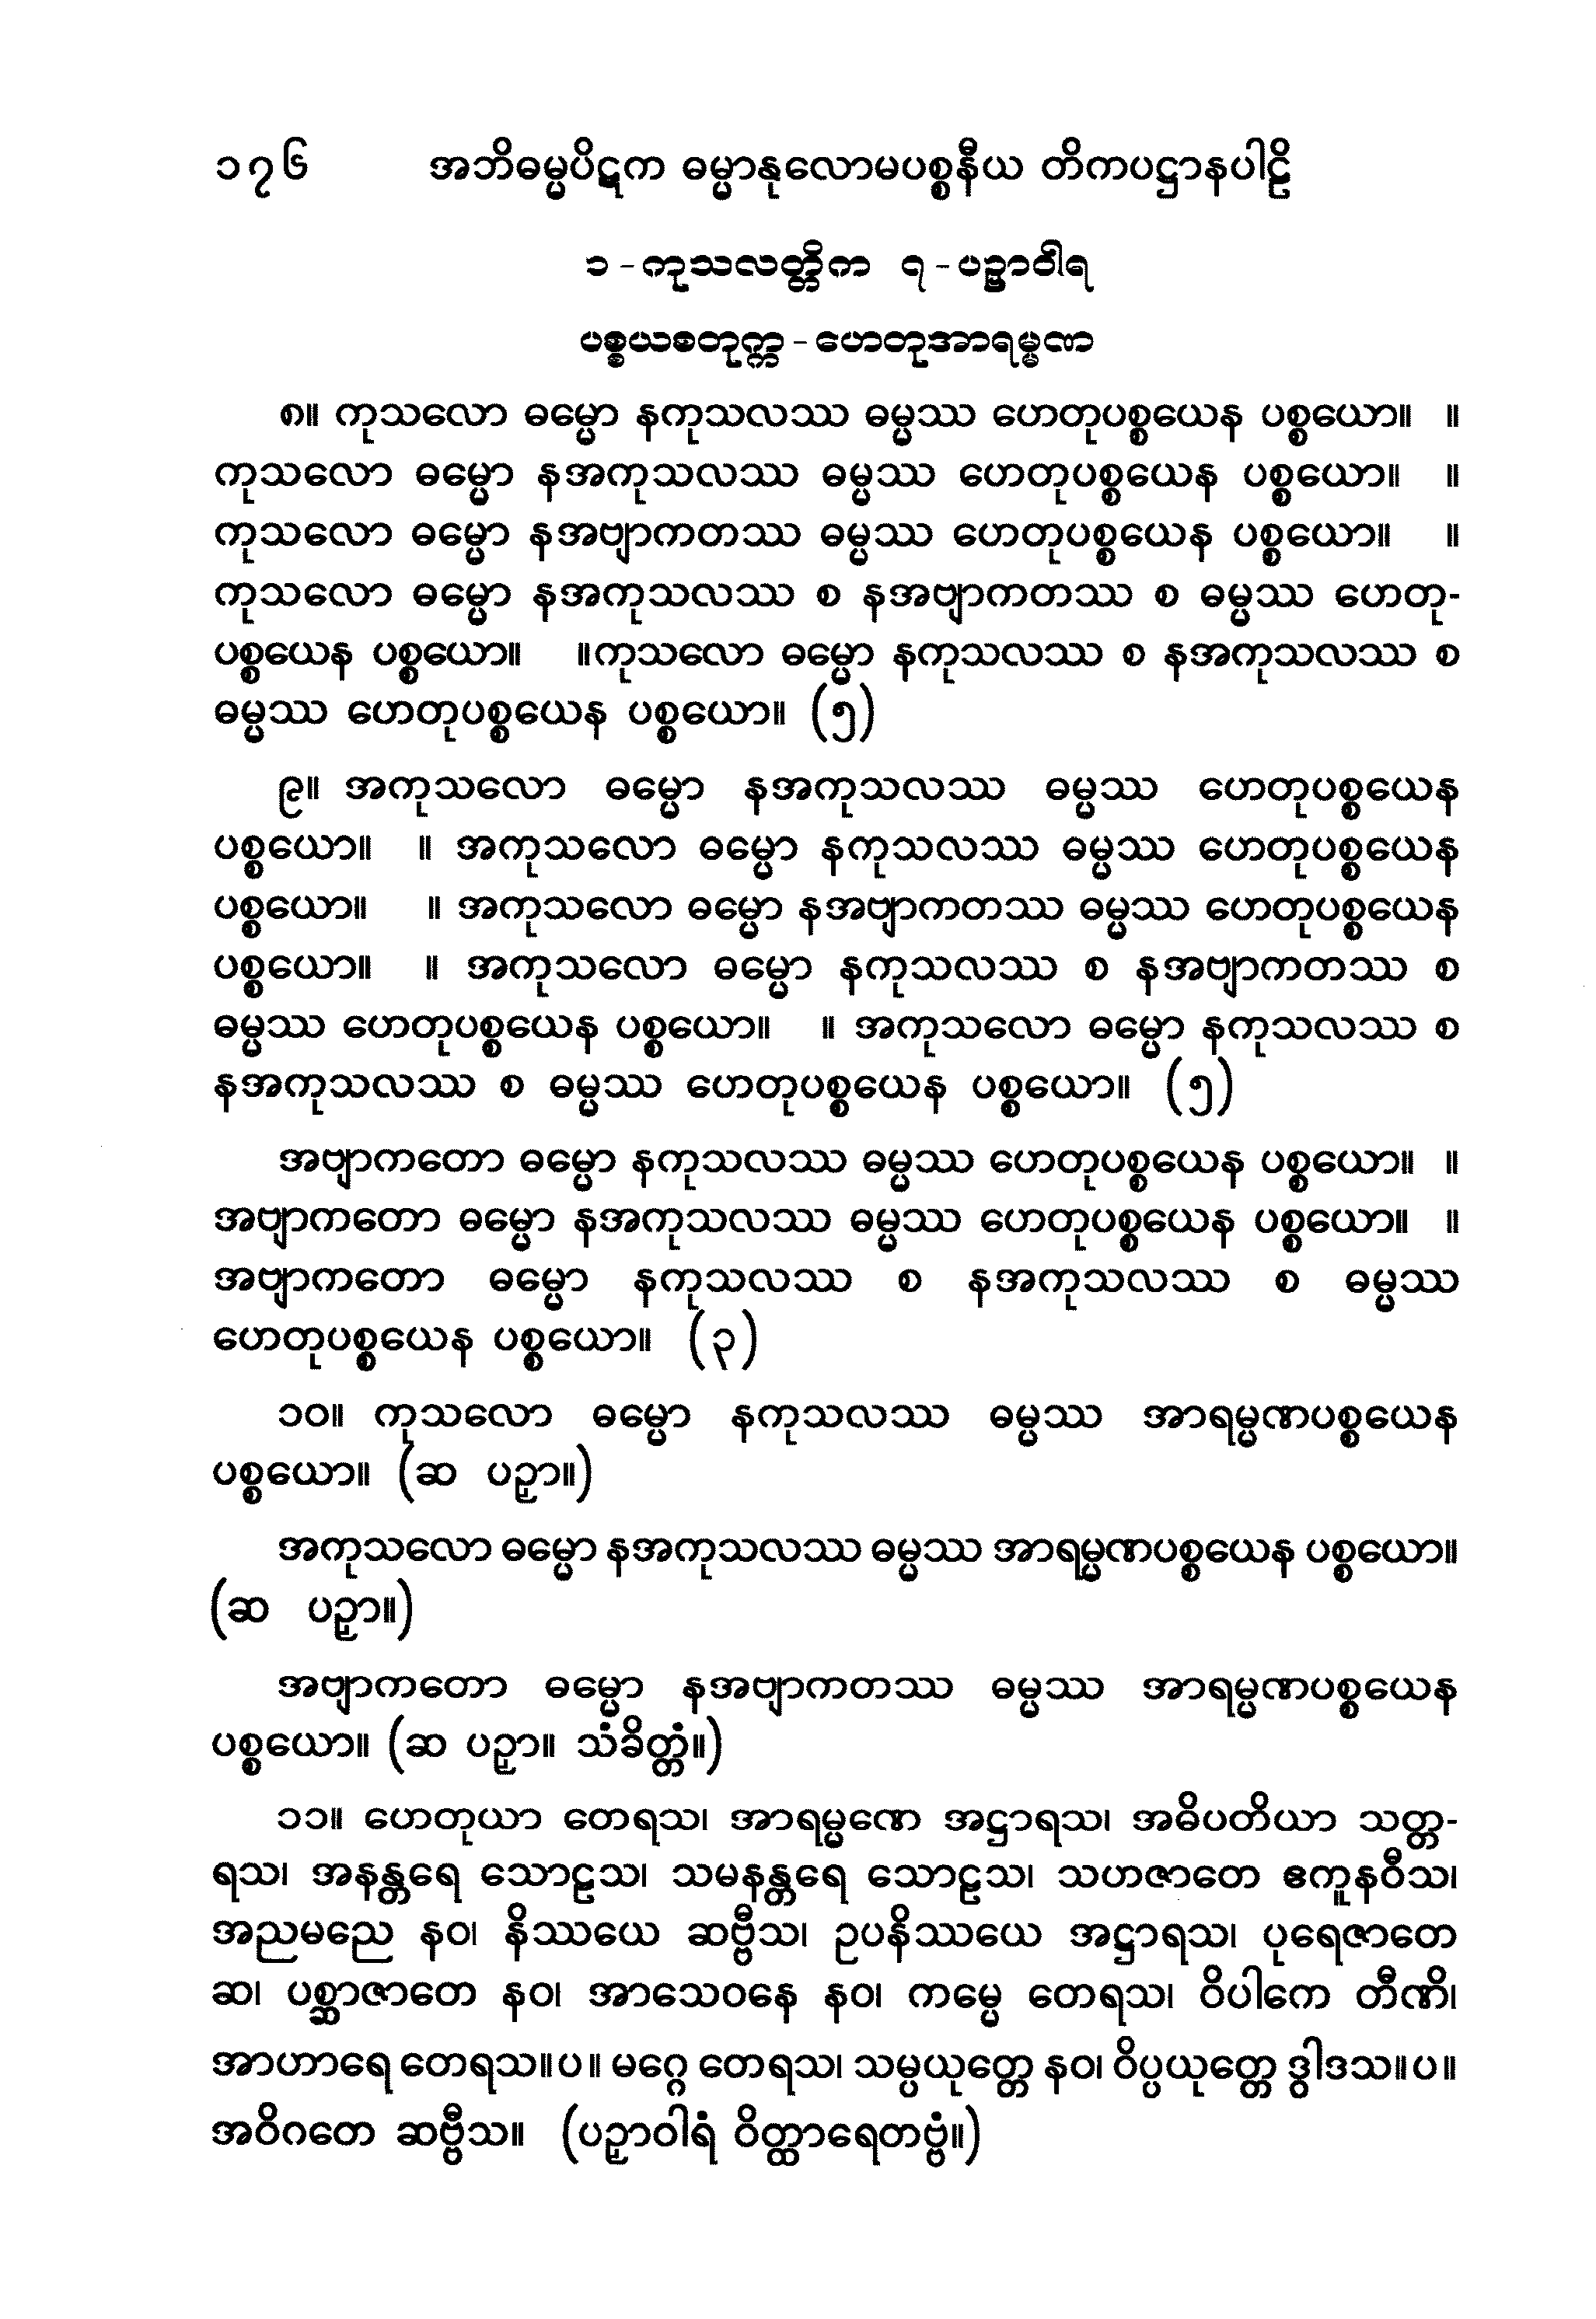 ၁၇၆ အဘိဓမ္မပိဋက ဓမ္မာနုလောမပစ္စနီယ တိကပဋ္ဌာနပါဠိ
၁ - ကုသလတ္တိက ၇ - ပဉှာဝါရ
ပစ္စယစတုက္က - ဟေတုအာရမ္မဏ
၈။ ကုသလော ဓမ္မော နကုသလဿ ဓမ္မဿ ဟေတုပစ္စယေန ပစ္စယော။ ။
ကုသလော ဓမ္မော နအကုသလဿ ဓမ္မဿ ဟေတုပစ္စယေန ပစ္စယော။ ။
ကုသလော ဓမ္မော နအဗျာကတဿ ဓမ္မဿ ဟေတုပစ္စယေန ပစ္စယော။ ။
ကုသလော ဓမ္မော နအကုသလဿ စ နအဗျာကတဿ စ ဓမ္မဿ ဟေတု-
ပစ္စယေန ပစ္စယော။ ။ကုသလော ဓမ္မော နကုသလဿ စ နအကုသလဿ စ
ဓမ္မဿ ဟေတုပစ္စယေန ပစ္စယော။ (၅)
၉။ အကုသလော ဓမ္မော နအကုသလဿ ဓမ္မဿ ဟေတုပစ္စယေန
ပစ္စယော။ ။ အကုသလော ဓမ္မော နကုသလဿ ဓမ္မဿ ဟေတုပစ္စယေန
ပစ္စယော။ ။ အကုသလော ဓမ္မော နအဗျာကတဿ ဓမ္မဿ ဟေတုပစ္စယေန
ပစ္စယော။ ။ အကုသလော ဓမ္မော နကုသလဿ စ နအဗျာကတဿ စ
ဓမ္မဿ ဟေတုပစ္စယေန ပစ္စယော။ ။ အကုသလော ဓမ္မော နကုသလဿ စ
နအကုသလဿ စ ဓမ္မဿ ဟေတုပစ္စယေန ပစ္စယော။ (၅)
အဗျာကတော ဓမ္မော နကုသလဿ ဓမ္မဿ ဟေတုပစ္စယေန ပစ္စယော။ ။
အဗျာကတော ဓမ္မော နအကုသလဿ ဓမ္မဿ ဟေတုပစ္စယေန ပစ္စယော။ ။
အဗျာကတော ဓမ္မော နကုသလဿ စ နအကုသလဿ စ ဓမ္မဿ
ဟေတုပစ္စယေန ပစ္စယော။ (၃)
၁၀။ ကုသလော ဓမ္မော နကုသလဿ ဓမ္မဿ အာရမ္မဏပစ္စယေန
ပစ္စယော။ (ဆ ပဉှာ။)
အကုသလော ဓမ္မော နအကုသလဿ ဓမ္မဿ အာရမ္မဏပစ္စယေန ပစ္စယော။
(ဆ ပဉှာ။)
အဗျာကတော ဓမ္မော နအဗျာကတဿ ဓမ္မဿ အာရမ္မဏပစ္စယေန
ပစ္စယော။ (ဆ ပဉှာ။ သံခိတ္တံ။)
၁၁။ ဟေတုယာ တေရသ၊ အာရမ္မဏေ အဋ္ဌာရသ၊ အဓိပတိယာ သတ္တ-
ရသ၊ အနန္တရေ သောဠသ၊ သမနန္တရေ သောဠသ၊ သဟဇာတေ ဧကူနဝီသ၊
အညမညေ နဝ၊ နိဿယေ ဆဗ္ဗီသ၊ ဥပနိဿယေ အဋ္ဌာရသ၊ ပုရေဇာတေ
ဆ၊ ပစ္ဆာဇာတေ နဝ၊ အာသေဝနေ နဝ၊ ကမ္မေ တေရသ၊ ဝိပါကေ တီဏိ၊
အာဟာရေ တေရသ။ပ။ မဂ္ဂေ တေရသ၊ သမ္ပယုတ္တေ နဝ၊ ဝိပ္ပယုတ္တေ ဒွါဒသ။ပ။
အဝိဂတေ ဆဗ္ဗီသ။ (ပဉှာဝါရံ ဝိတ္ထာရေတဗ္ဗံ။)